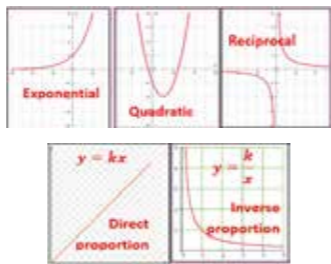 Exponential
Quadratic
Reciprocal
y = kx
Direct
proportion
y = k/x
Inverse
proportion